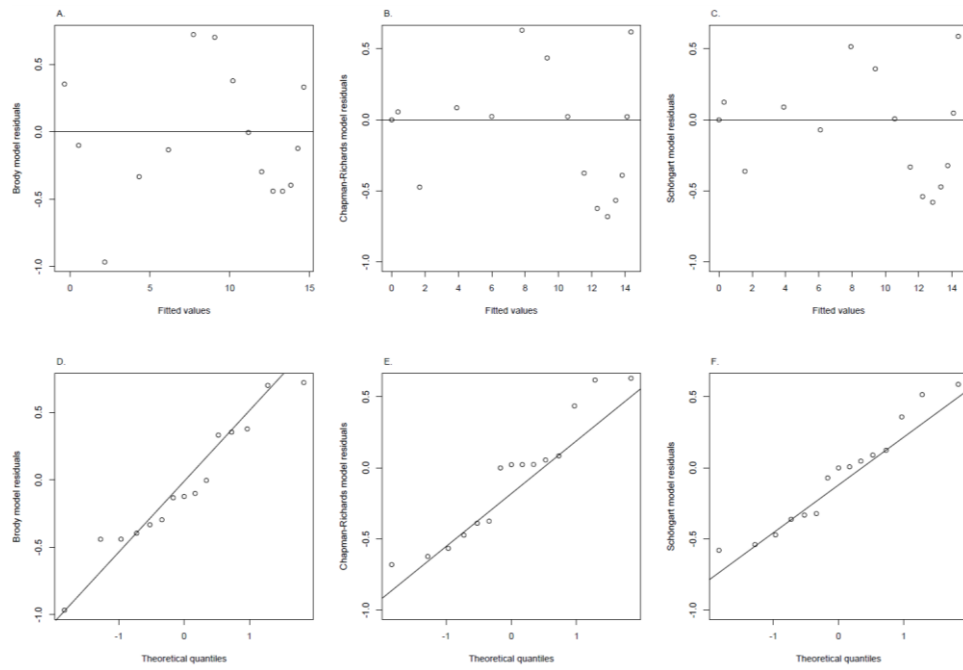 A.
Brody model residuals
0.5
0.0
-0.5
-1.0
0 5 10 15
Fitted values
B.
Chapman-Richards model residuals
0.5
0.0
-0.5
-1.0
0 2 4 6 8 10 12 14
Fitted values
C.
Schöngart model residuals
0.5
0.0
-0.5
-1.0
0 2 4 6 8 10 12 14
Fitted values
D.
Brody model residuals
0.5
0.0
-0.5
-1.0
-1 0 1
Theoretical quantiles
E.
Chapman-Richards model residuals
0.5
0.0
-0.5
-1.0
-1 0 1
Theoretical quantiles
F.
Schöngart model residuals
0.5
0.0
-0.5
-1.0
-1 0 1
Theoretical quantiles